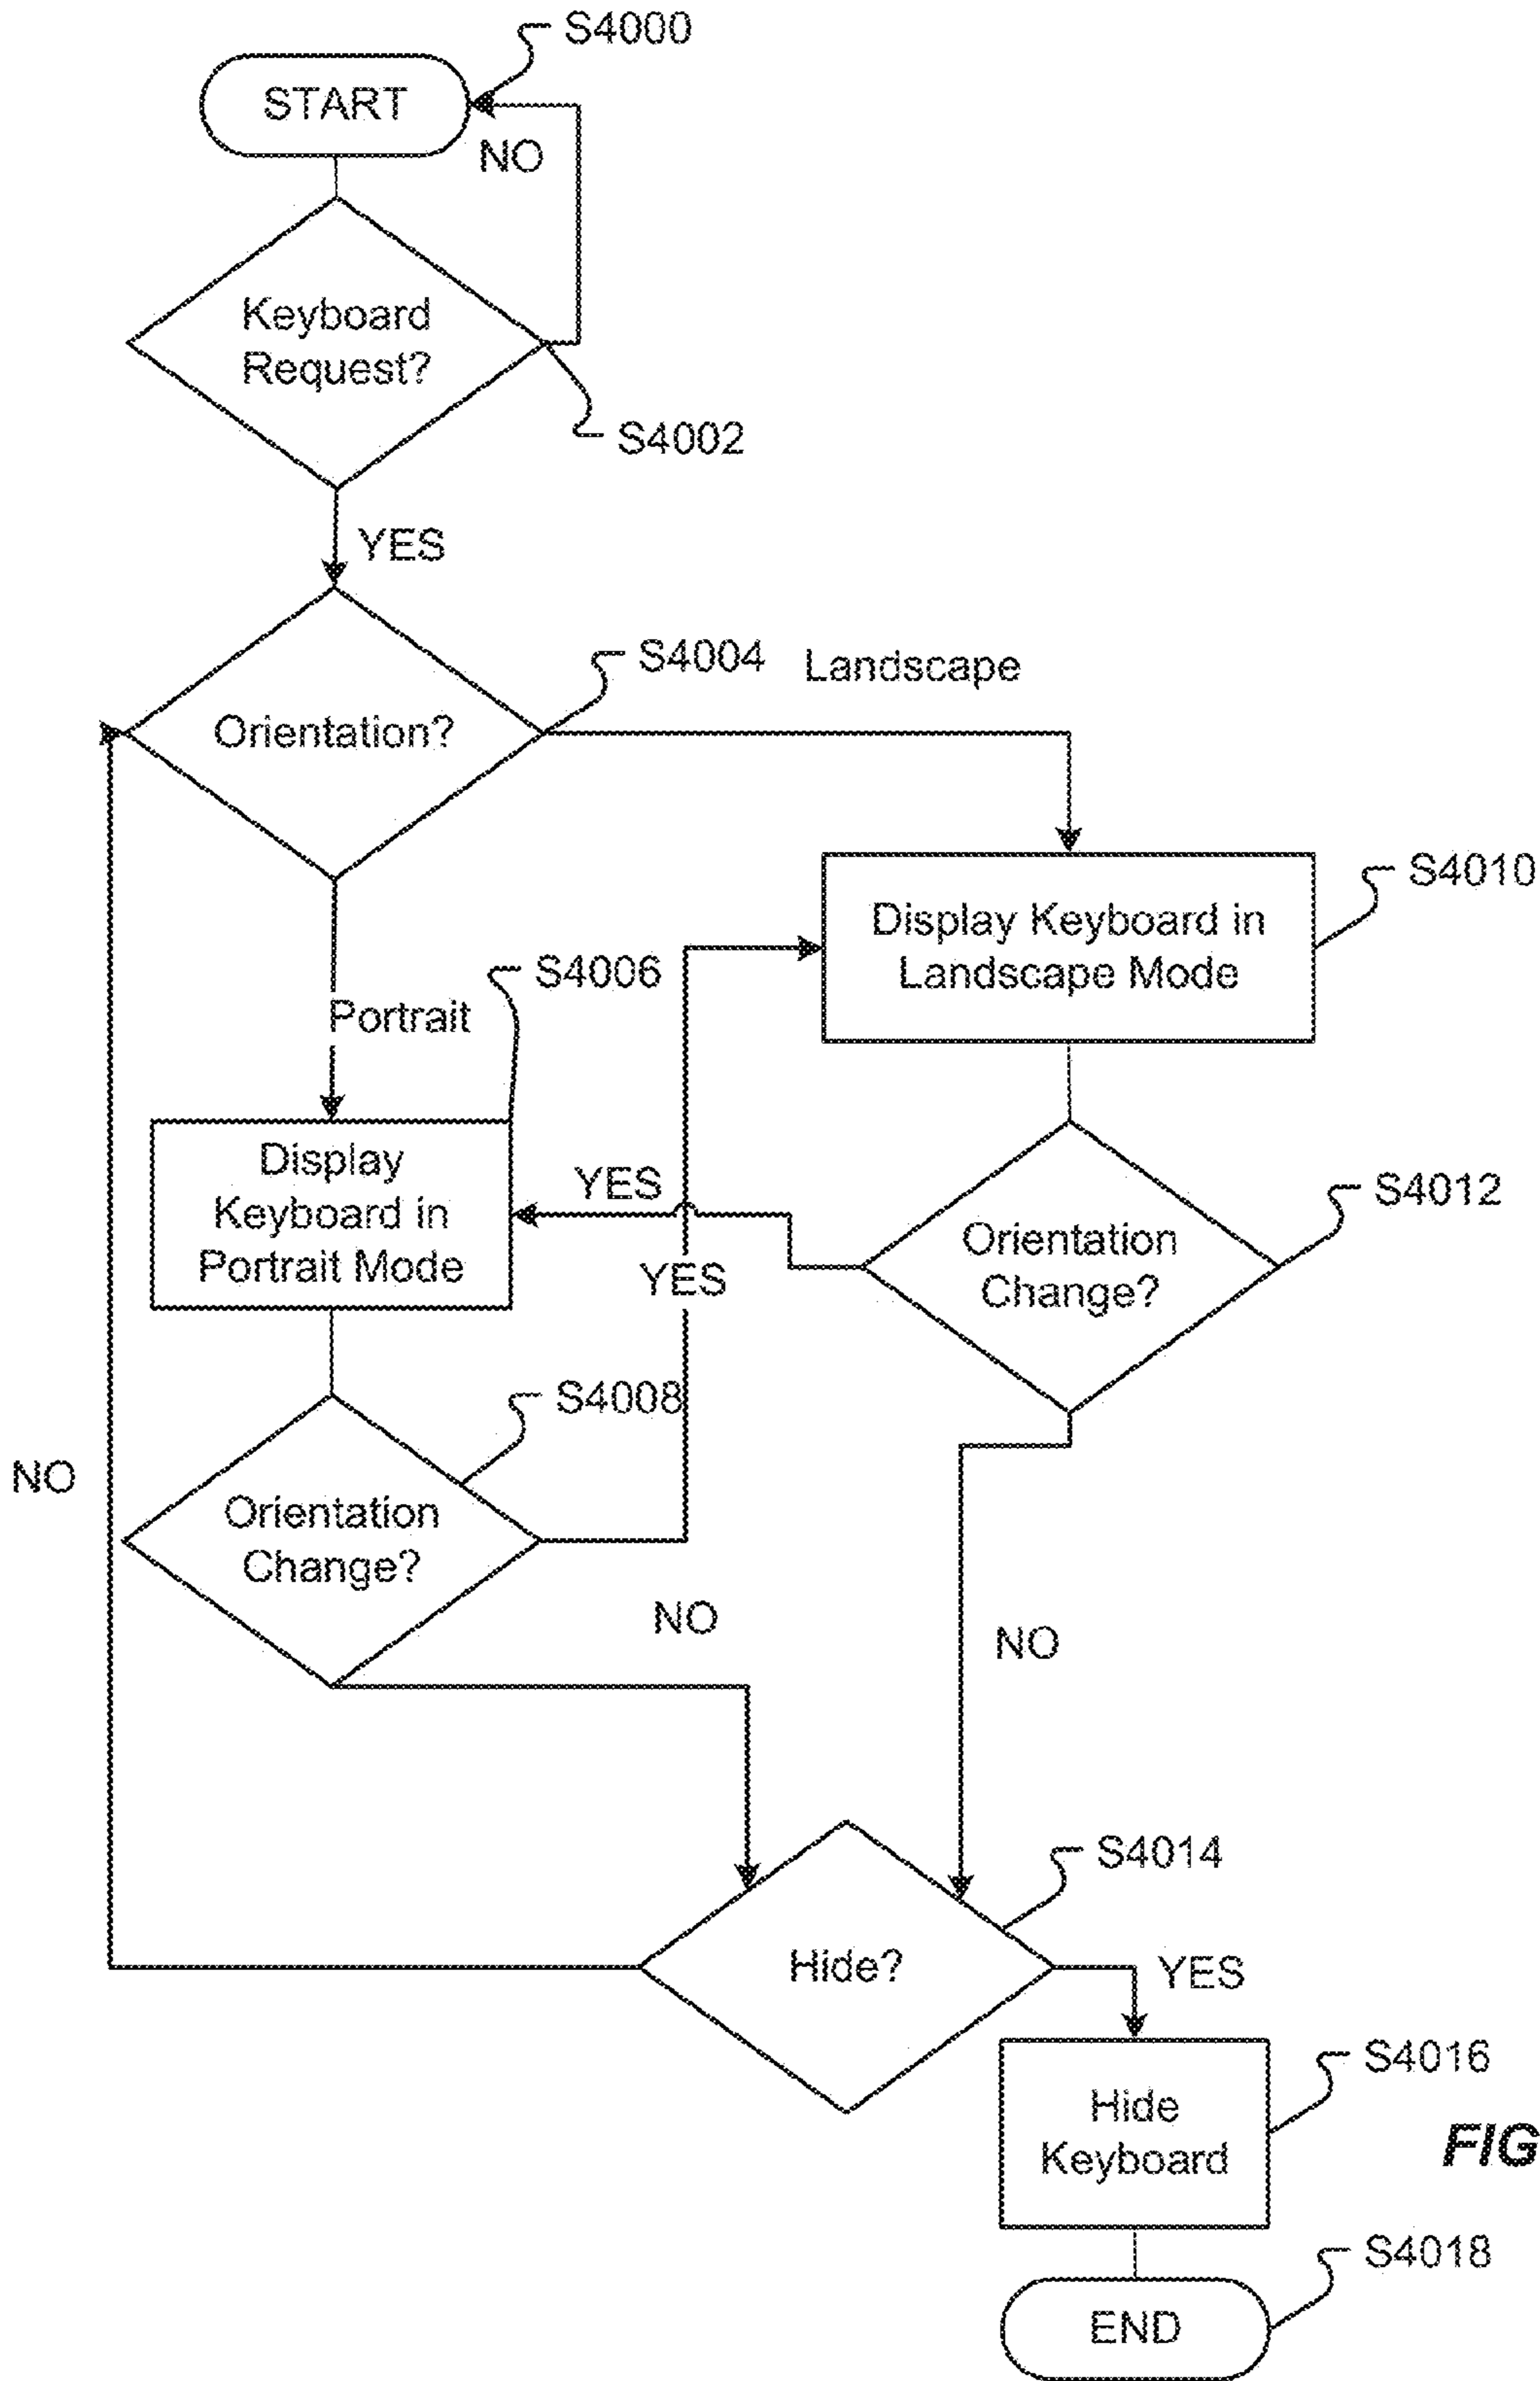 S4000
START
NO
Keyboard
Request?
S4002
YES
S4004
Landscape
Orientation?
S4010
Display Keyboard in
Landscape Mode
S4006
Portrait
Display
Keyboard in
Portrait Mode
YES
S4012
Orientation
Change?
YES
S4008
NO
Orientation
Change?
NO
NO
S4014
Hide?
YES
S4016
Hide
Keyboard
FIG
S4018
END